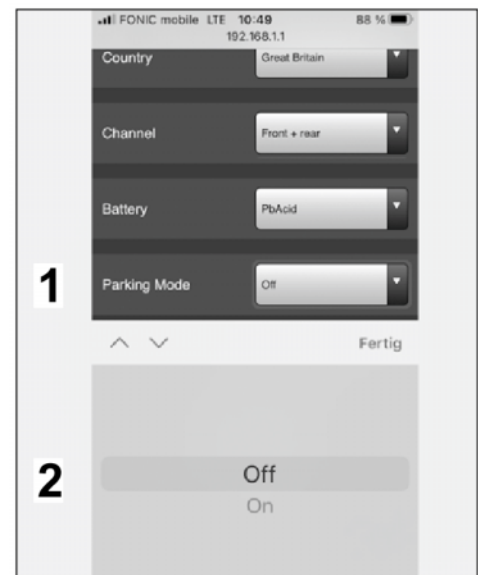 FONIC mobile LTE 10:49 88 %
192.168.1.1
Country Great Britain
Channel Front + rear
Battery PbAcid
1 Parking Mode Off
Fertig
2 Off
On